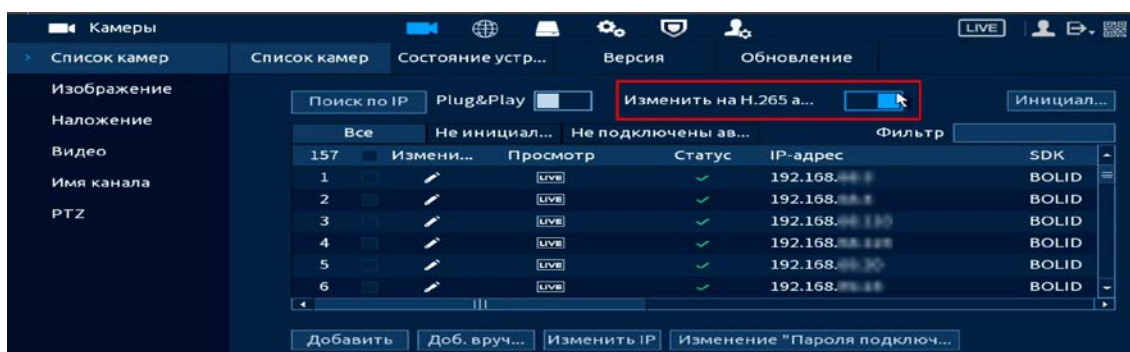 Камеры LIVE
Список камер Список камер Состояние устр... Версия Обновление
Изображение
Поиск по IP Plug&Play Изменить на H.265 а... Инициал...
Наложение
Все Не инициал... Не подключены ав... Фильтр
Видео
157 Измени... Просмотр Статус IP-адрес SDK
Имя канала
1 LIVE 192.168. BOLID
PTZ
2 LIVE 192.168. BOLID
3 LIVE 192.168. BOLID
4 LIVE 192.168. BOLID
5 LIVE 192.168. BOLID
6 LIVE 192.168. BOLID
Добавить Доб. вруч... Изменить IP Изменение "Пароля подключ...